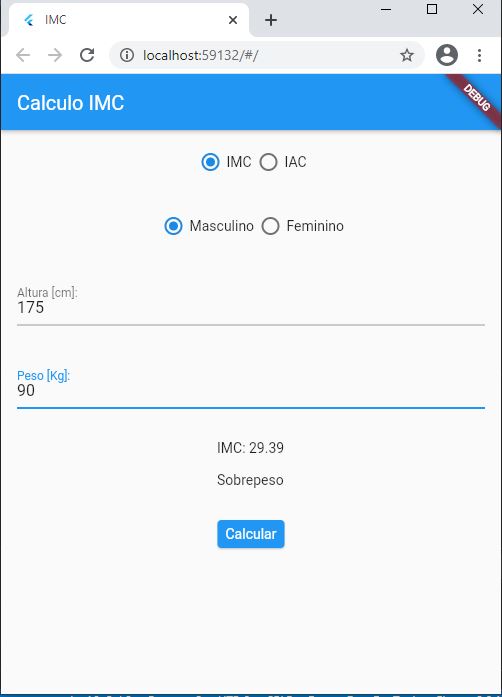 IMC
localhost:59132/#/
Calculo IMC
DEBUG
IMC IAC
Masculino Feminino
Altura [cm]:
175
Peso [Kg]:
90
IMC: 29.39
Sobrepeso
Calcular